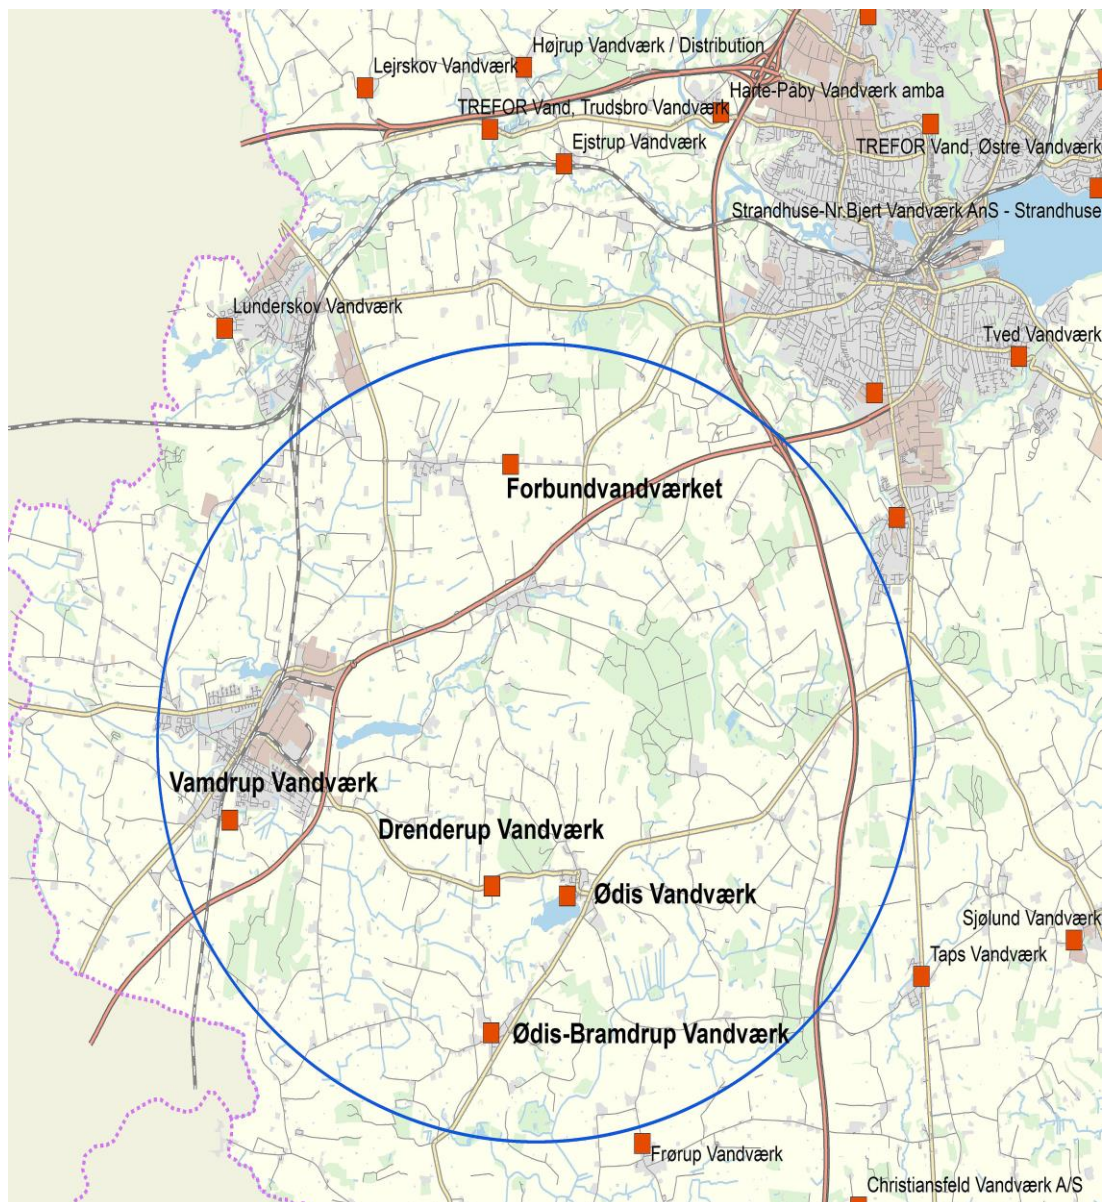 Højrup Vandværk / Distribution
Lejrskov Vandværk
Harte-Påby Vandværk amba
TREFOR Vand, Trudsbro Vandværk
Ejstrup Vandværk
TREFOR Vand, Østre Vandværk
Strandhuse-Nr.Bjert Vandværk AnS - Strandhuse
Lunderskov Vandværk
Tved Vandværk
Forbundvandværket
Vamdrup Vandværk
Drenderup Vandværk
Ødis Vandværk
Sjølund Vandværk
Taps Vandværk
Ødis-Bramdrup Vandværk
Frørup Vandværk
Christiansfeld Vandværk A/S